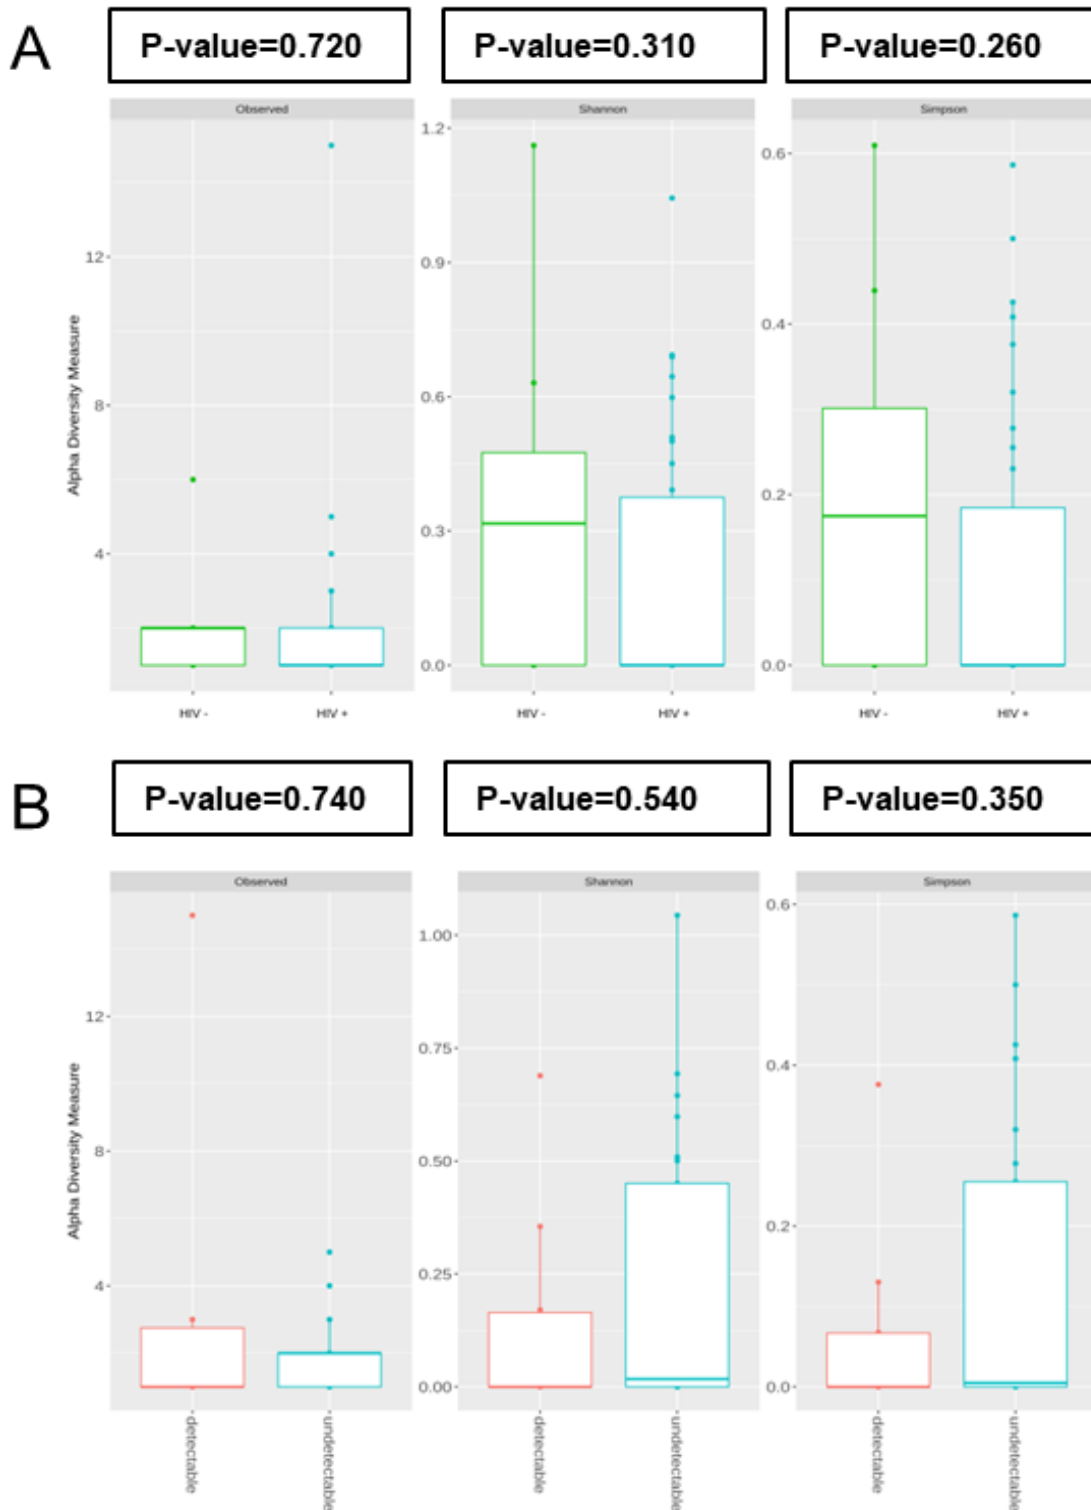 A
P-value=0.720 P-value=0.310 P-value=0.260
Observed Shannon Simpson
Alpha Diversity Measure
12
8
4
1.2
0.9
0.6
0.3
0.0
0.6
0.4
0.2
0.0
HIV - HIV + HIV - HIV + HIV - HIV +
B
P-value=0.740 P-value=0.540 P-value=0.350
Observed Shannon Simpson
Alpha Diversity Measure
12
8
4
1.00
0.75
0.50
0.25
0.00
0.6
0.4
0.2
0.0
detectable undetectable detectable undetectable detectable undetectable